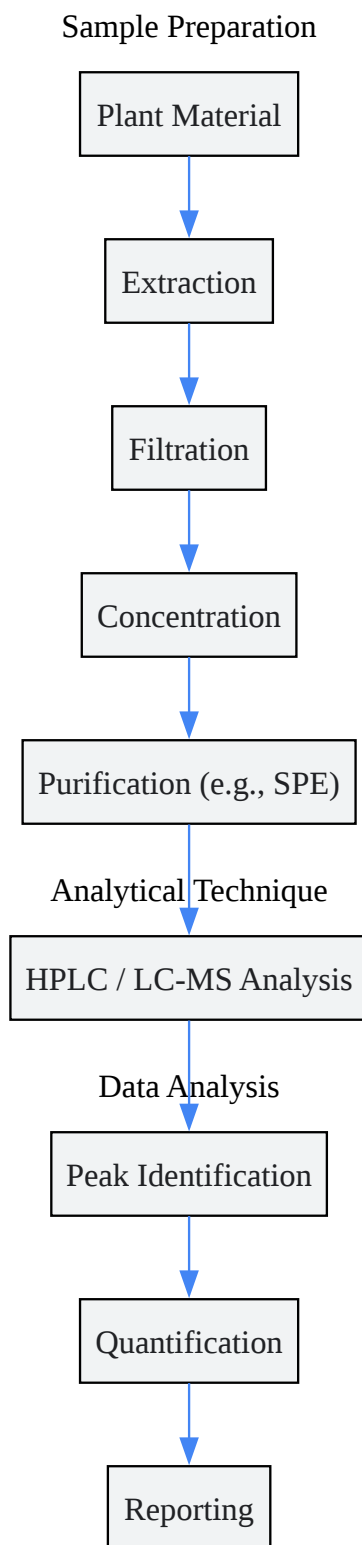 Sample Preparation
Plant Material
Extraction
Filtration
Concentration
Purification (e.g., SPE)
Analytical Technique
HPLC / LC-MS Analysis
Data Analysis
Peak Identification
Quantification
Reporting